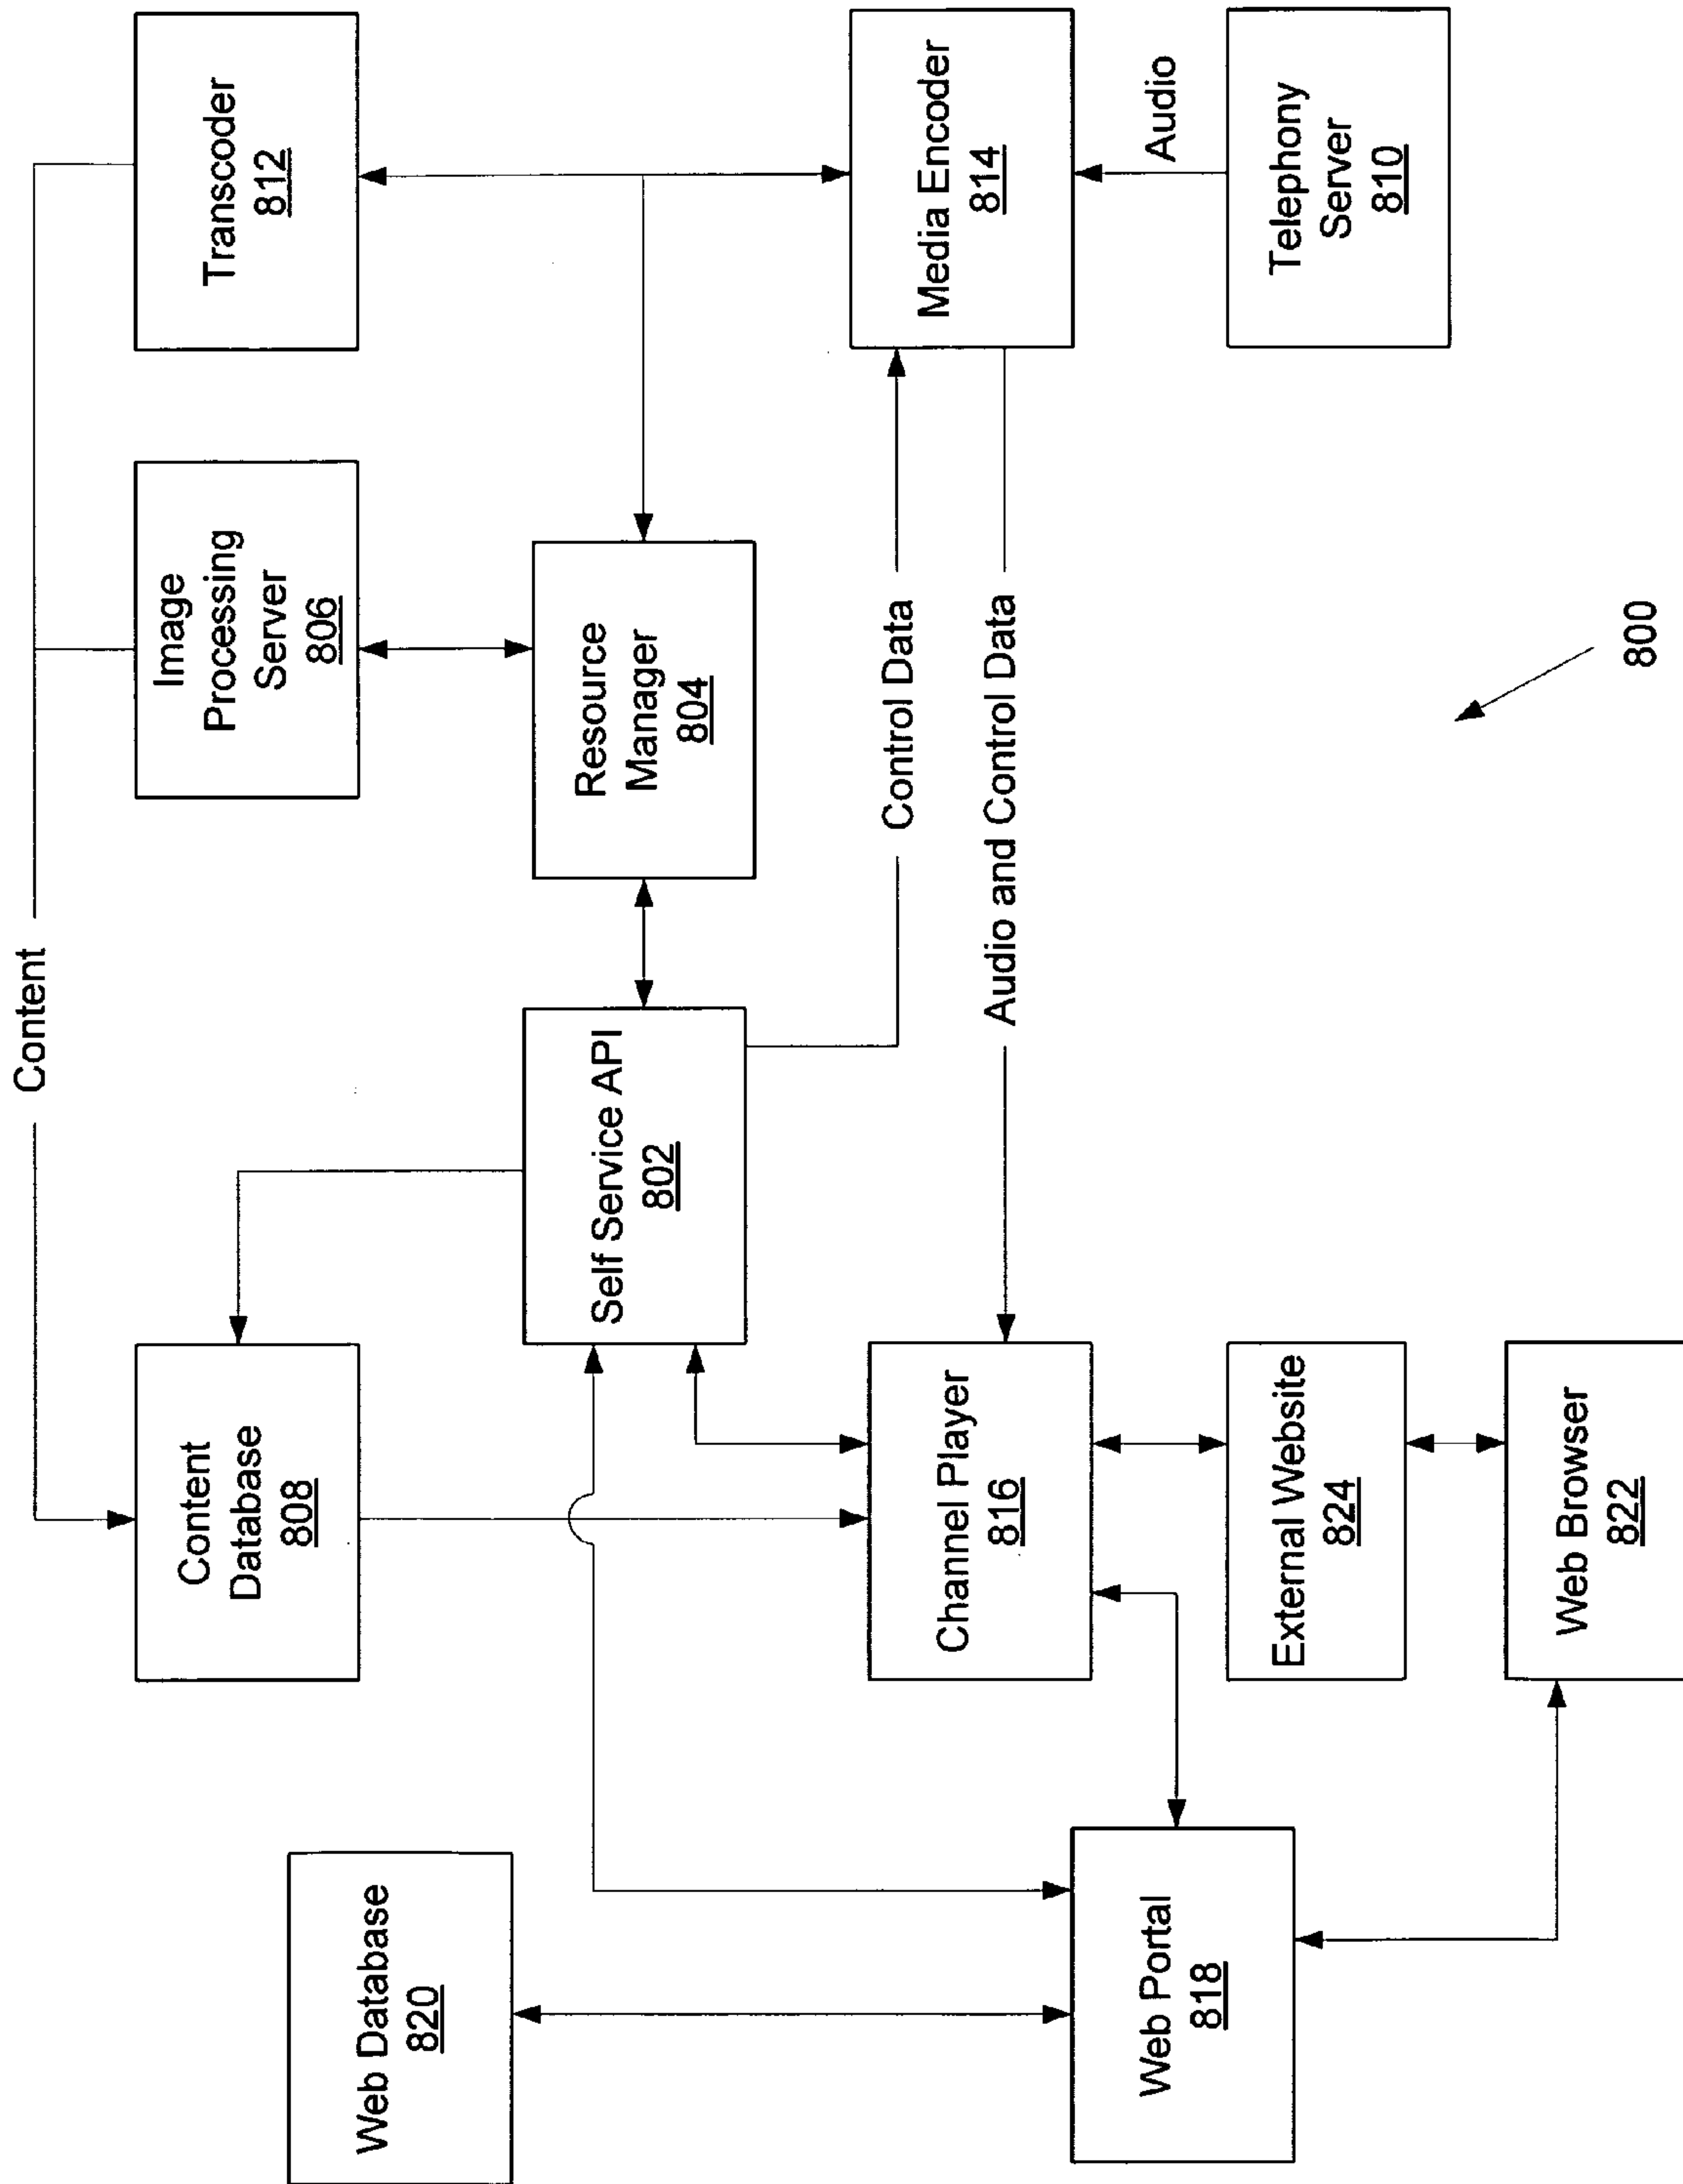 Content
Web Database
820
Content
Database
808
Image
Processing
Server
806
Transcoder
812
Self Service API
802
Resource
Manager
804
Control Data
Audio and Control Data
Web Portal
818
Channel Player
816
Media Encoder
814
Audio
External Website
824
Telephony
Server
810
Web Browser
822
800